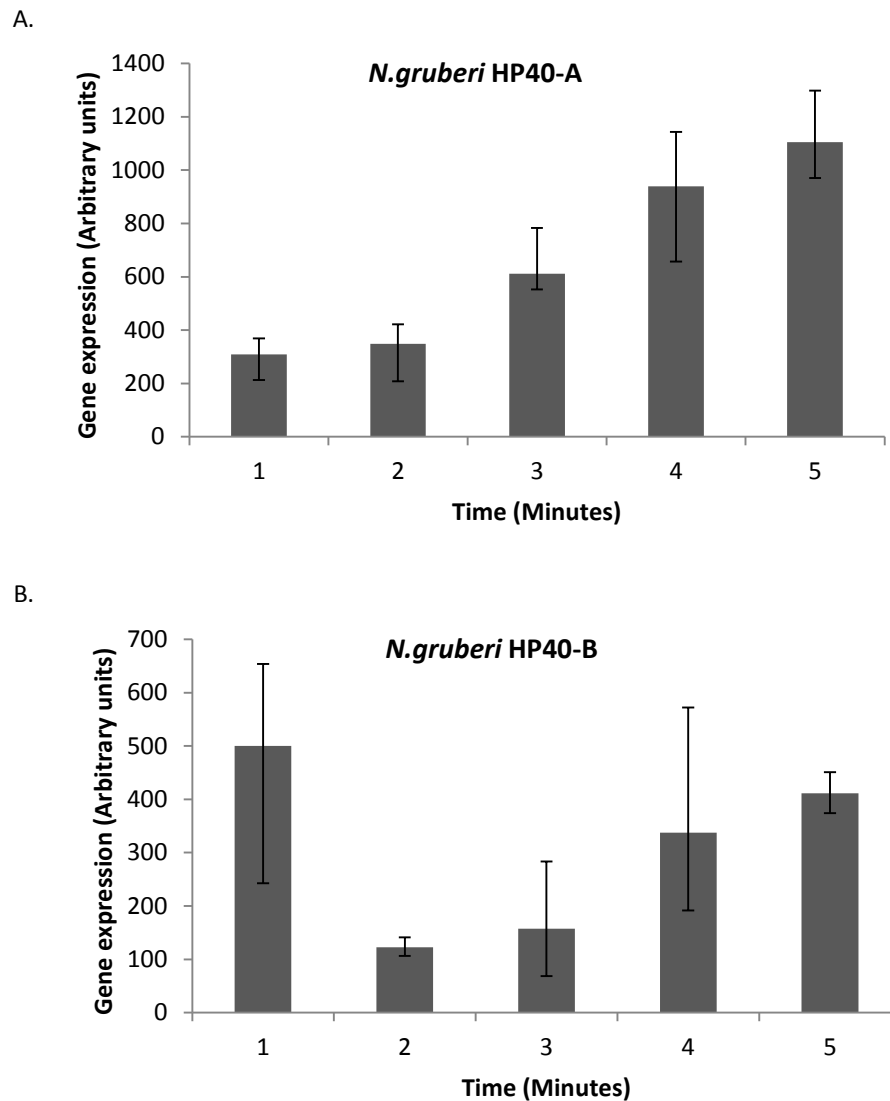 A.
N.gruberi HP40-A
Gene expression (Arbitrary units)
1400
1200
1000
800
600
400
200
0
1 2 3 4 5
Time (Minutes)
B.
N.gruberi HP40-B
Gene expression (Arbitrary units)
700
600
500
400
300
200
100
0
1 2 3 4 5
Time (Minutes)